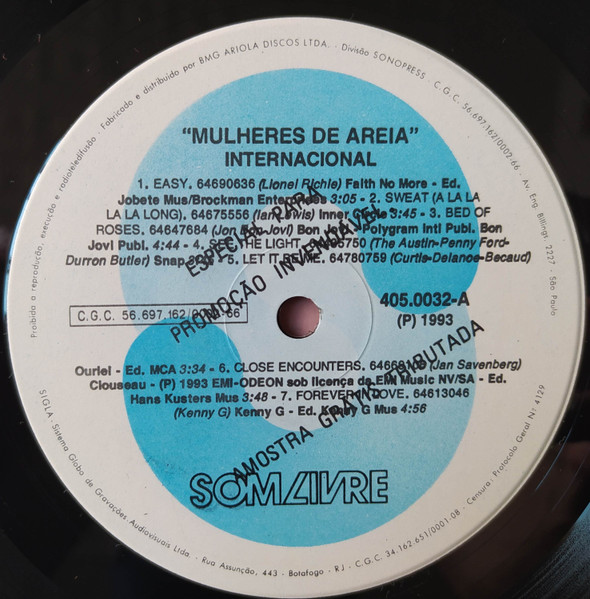 "MULHERES DE AREIA"
INTERNACIONAL
1. EASY. 64690636 (Lionel Richie) Faith No More - Ed.
Jobete Mus/Brockman Enterprises 3:05 - 2. SWEAT (A LA LA
LA LA LONG). 64675556 (Ian Lewis) Inner Circle 3:45 - 3. BED OF
ROSES. 64647684 (Jon Bon Jovi) Bon Jovi - Polygram Intl Publ. Bon
Jovi Publ. 4:44 - 4. SEE THE LIGHT. (The Austin-Penny Ford-
Durron Butler) Snap - 5. LET IT BE ME. 64780759 (Curtis-Delanoe-Becaud)
C.G.C. 56.697.162/0002.66
405.0032-A
(P) 1993
Ouriel - Ed. MCA 3:34 - 6. CLOSE ENCOUNTERS. (Jan Savenberg)
Clouseau - (P) 1993 EMI-ODEON sob licença da EMI Music NV/SA - Ed.
Hans Kusters Mus 3:48 - 7. FOREVER IN LOVE. 64613046
(Kenny G) Kenny G - Ed. Kenny G Mus 4:56
SOM LIVRE
ESPECIAL PARA
PROMOÇÃO INVENDÁVEL
AMOSTRA GRATIS TRIBUTADA
Proibida a reprodução, execução e radioteledifusão. - Fabricado e distribuído por BMG ARIOLA DISCOS LTDA. - Divisão SONOPRESS - C.G.C. 56.697.162/0002.66 - Av. Eng. Billings, 2227 - São Paulo
SIGLA - Sistema Globo de Gravações Audiovisuais Ltda. - Rua Assunção, 443 - Botafogo - RJ - C.G.C. 34.162.651/0001.08 - Censura: Protocolo Geral Nº 4129